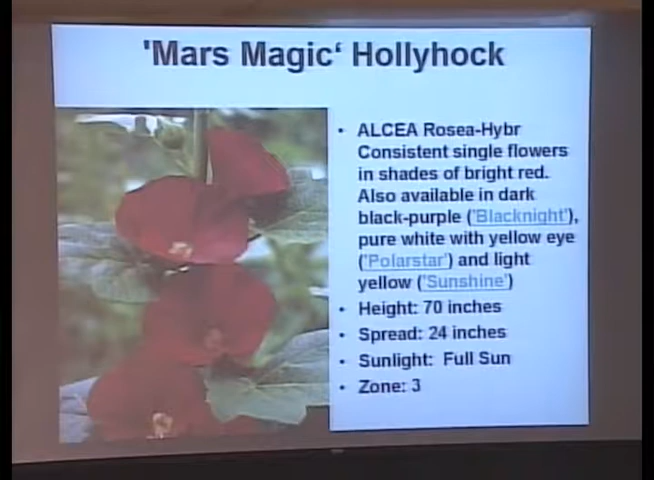 'Mars Magic‘ Hollyhock
• ALCEA Rosea-Hybr
Consistent single flowers
in shades of bright red.
Also available in dark
black-purple ('Blacknight'),
pure white with yellow eye
('Polarstar') and light
yellow ('Sunshine')
• Height: 70 inches
• Spread: 24 inches
• Sunlight: Full Sun
• Zone: 3